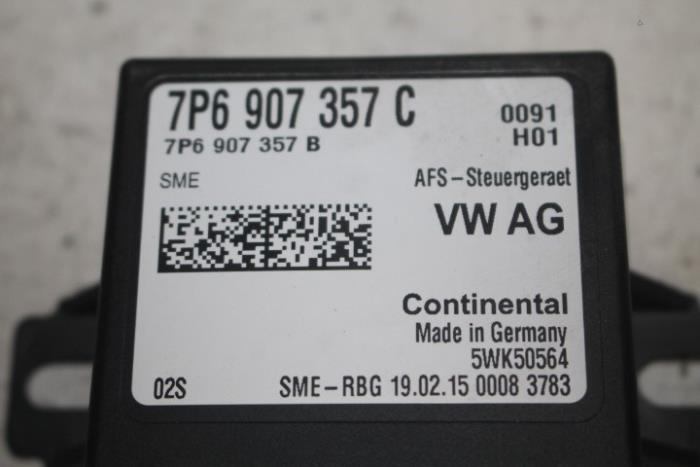 7P6 907 357 C
0091
7P6 907 357 B
H01
SME
AFS-Steuergeraet
VW AG
Continental
Made in Germany
5WK50564
02S
SME-RBG 19.02.15 0008 3783